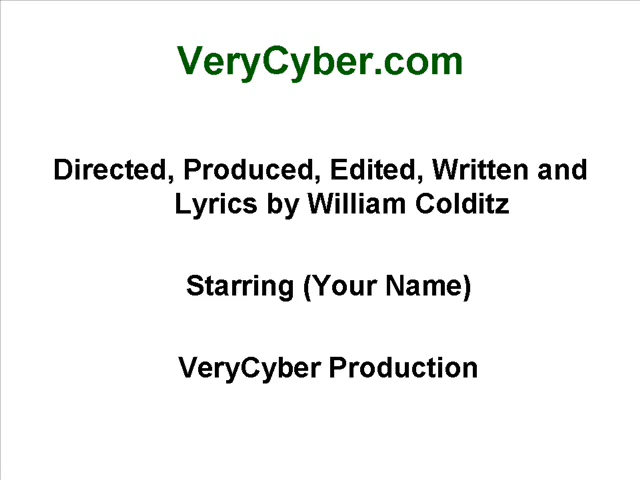 VeryCyber.com
Directed, Produced, Edited, Written and
Lyrics by William Colditz
Starring (Your Name)
VeryCyber Production